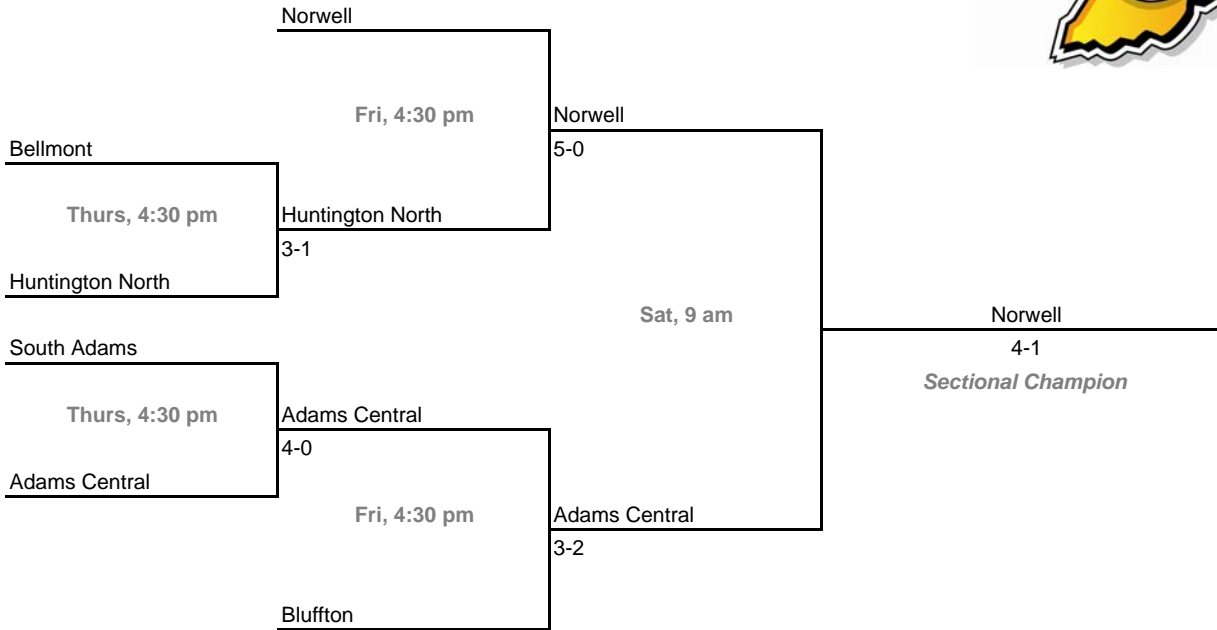 Norwell
Fri, 4:30 pm
Norwell
Bellmont
5-0
Thurs, 4:30 pm
Huntington North
3-1
Huntington North
Sat, 9 am
Norwell
South Adams
4-1
Sectional Champion
Thurs, 4:30 pm
Adams Central
4-0
Adams Central
Fri, 4:30 pm
Adams Central
3-2
Bluffton